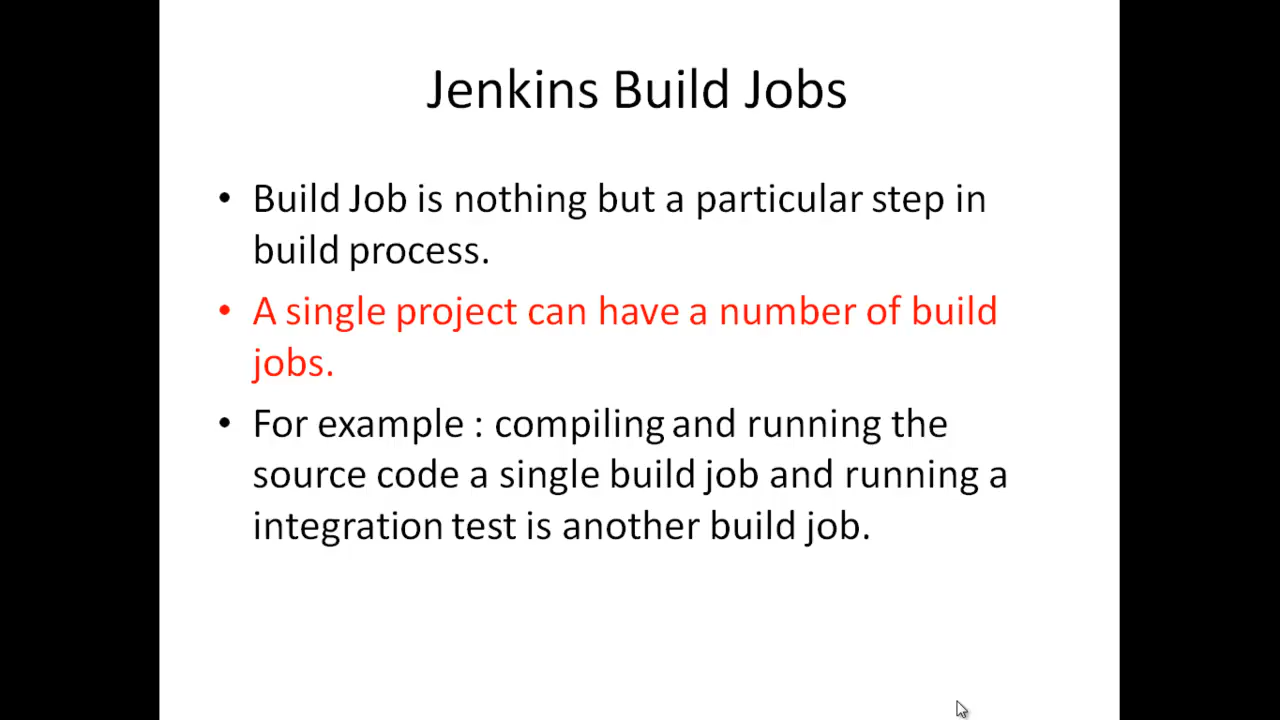 Jenkins Build Jobs
• Build Job is nothing but a particular step in
build process.
• A single project can have a number of build
jobs.
• For example : compiling and running the
source code a single build job and running a
integration test is another build job.